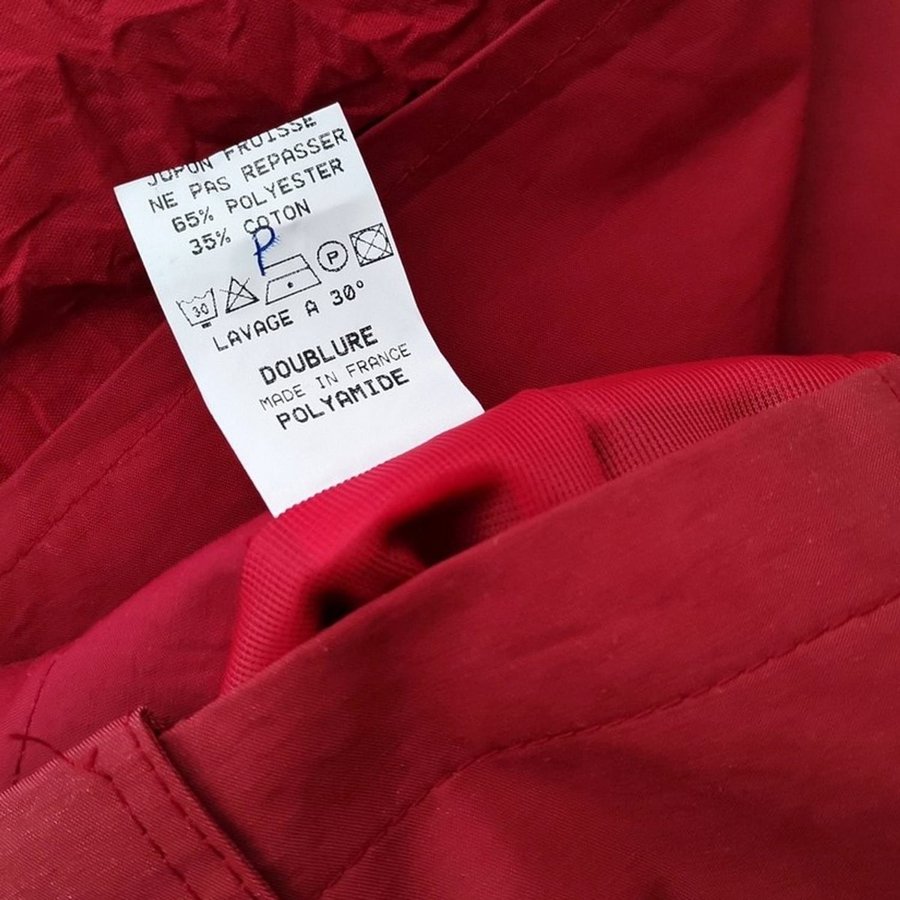 JUPON FROISSE
NE PAS REPASSER
65% POLYESTER
35% COTON
P
30 P
LAVAGE A 30°
DOUBLURE
MADE IN FRANCE
POLYAMIDE